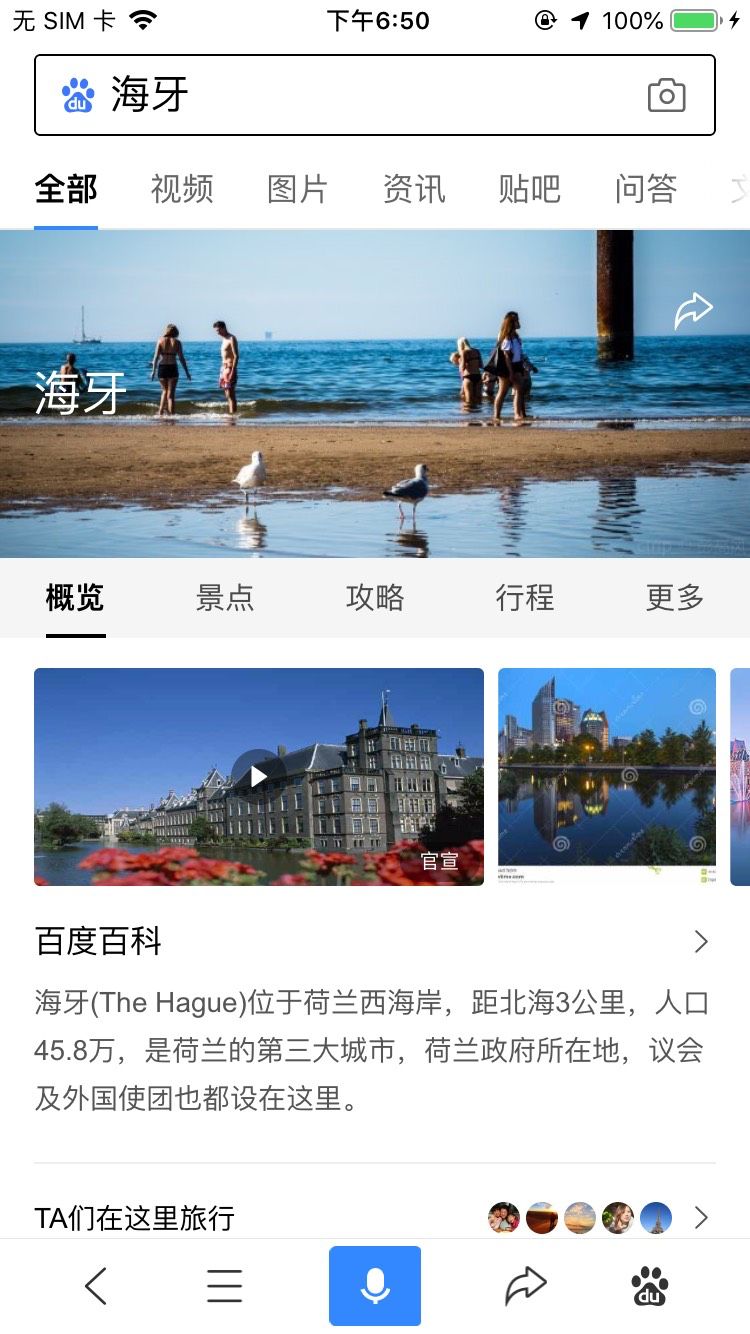 无 SIM 卡
下午6:50
100%
du 海牙
全部 视频 图片 资讯 贴吧 问答
海牙
概览 景点 攻略 行程 更多
官宣
百度百科
海牙(The Hague)位于荷兰西海岸，距北海3公里，人口
45.8万，是荷兰的第三大城市，荷兰政府所在地，议会
及外国使团也都设在这里。
TA们在这里旅行
du